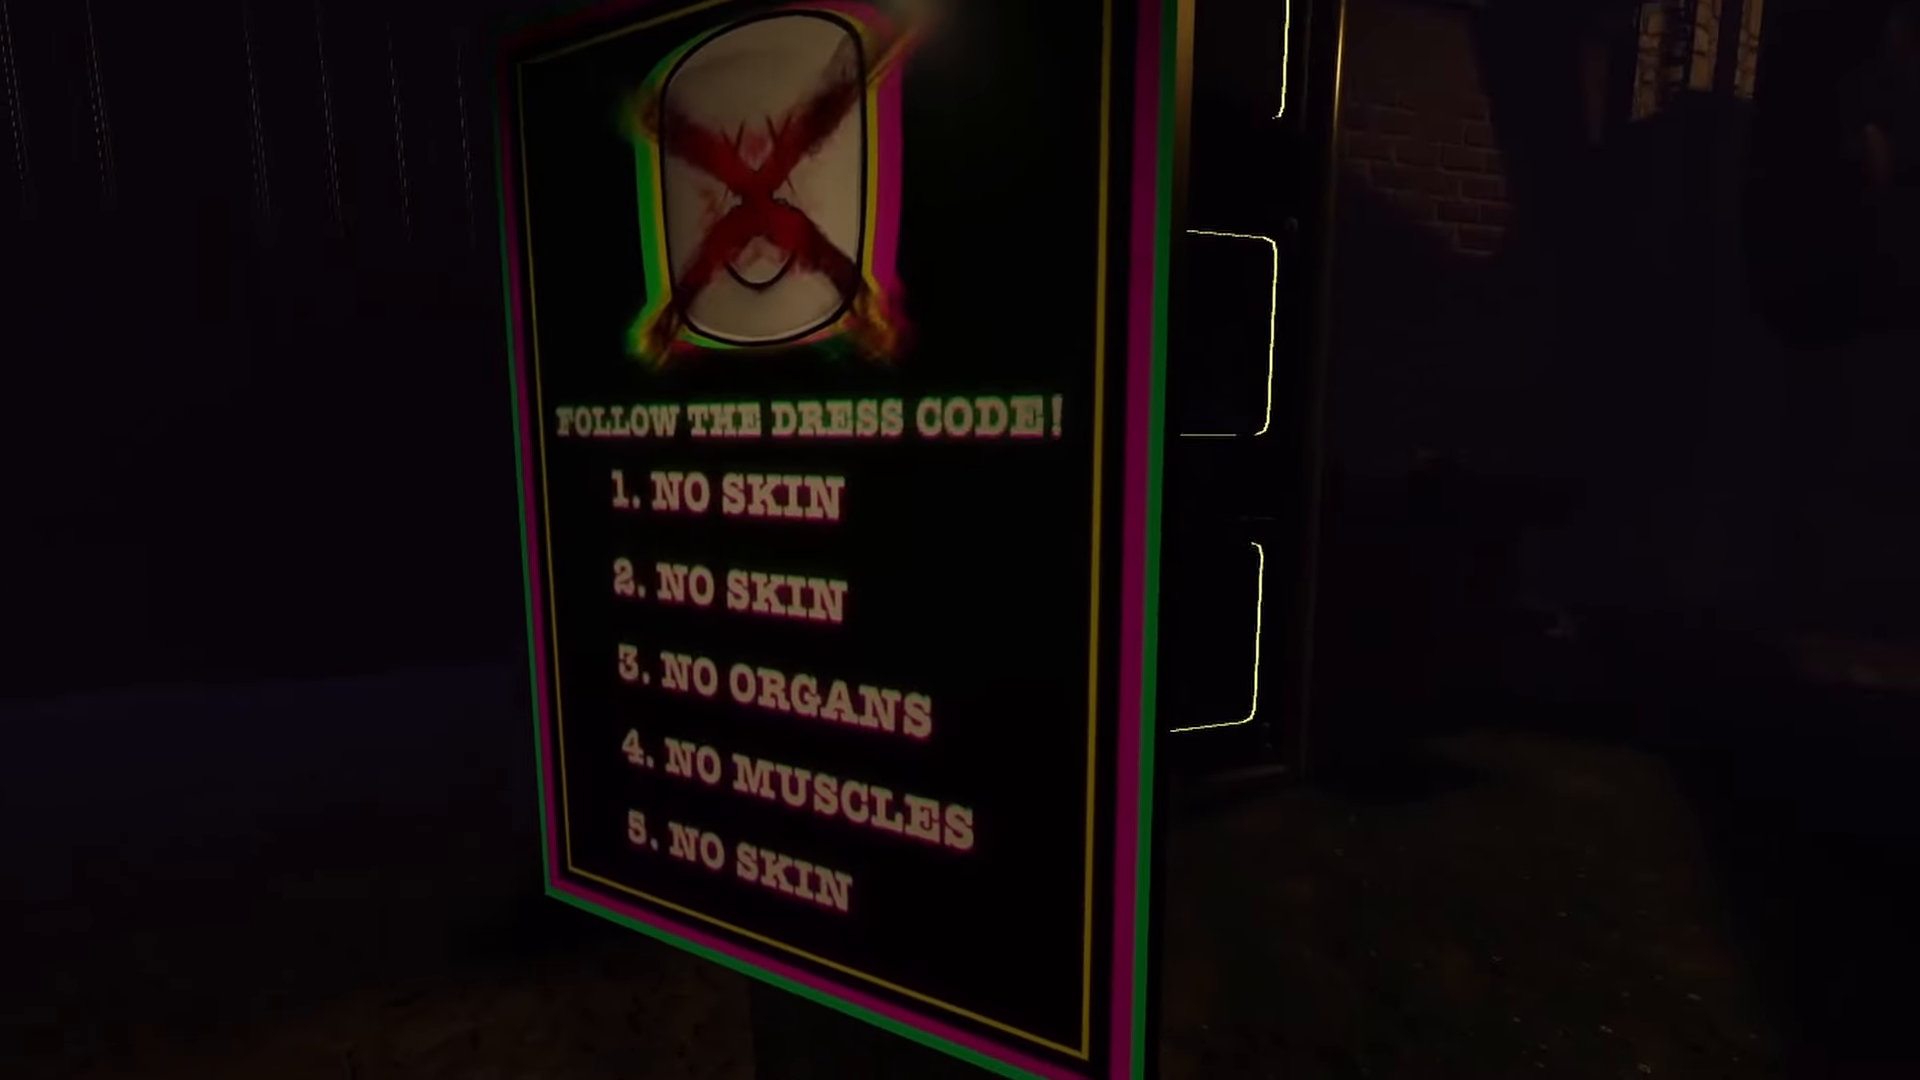 FOLLOW THE DRESS CODE!
1. NO SKIN
2. NO SKIN
3. NO ORGANS
4. NO MUSCLES
5. NO SKIN